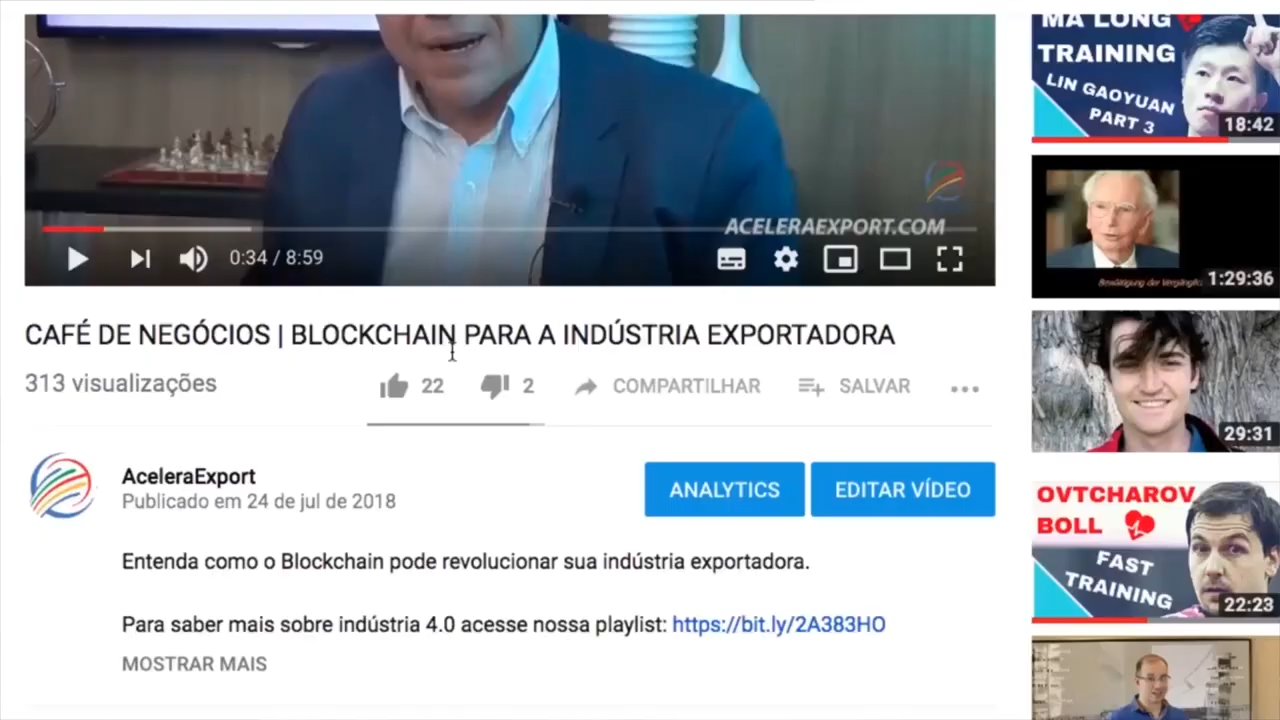 ACELERAEXPORT.COM
0:34 / 8:59
CAFÉ DE NEGÓCIOS | BLOCKCHAIN PARA A INDÚSTRIA EXPORTADORA
313 visualizações
22
2
COMPARTILHAR
SALVAR
AceleraExport
Publicado em 24 de jul de 2018
ANALYTICS
EDITAR VÍDEO
Entenda como o Blockchain pode revolucionar sua indústria exportadora.
Para saber mais sobre indústria 4.0 acesse nossa playlist: https://bit.ly/2A383HO
MOSTRAR MAIS
MA LONG
TRAINING
LIN GAOYUAN
PART 3
18:42
1:29:36
29:31
OVTCHAROV
BOLL
FAST
TRAINING
22:23